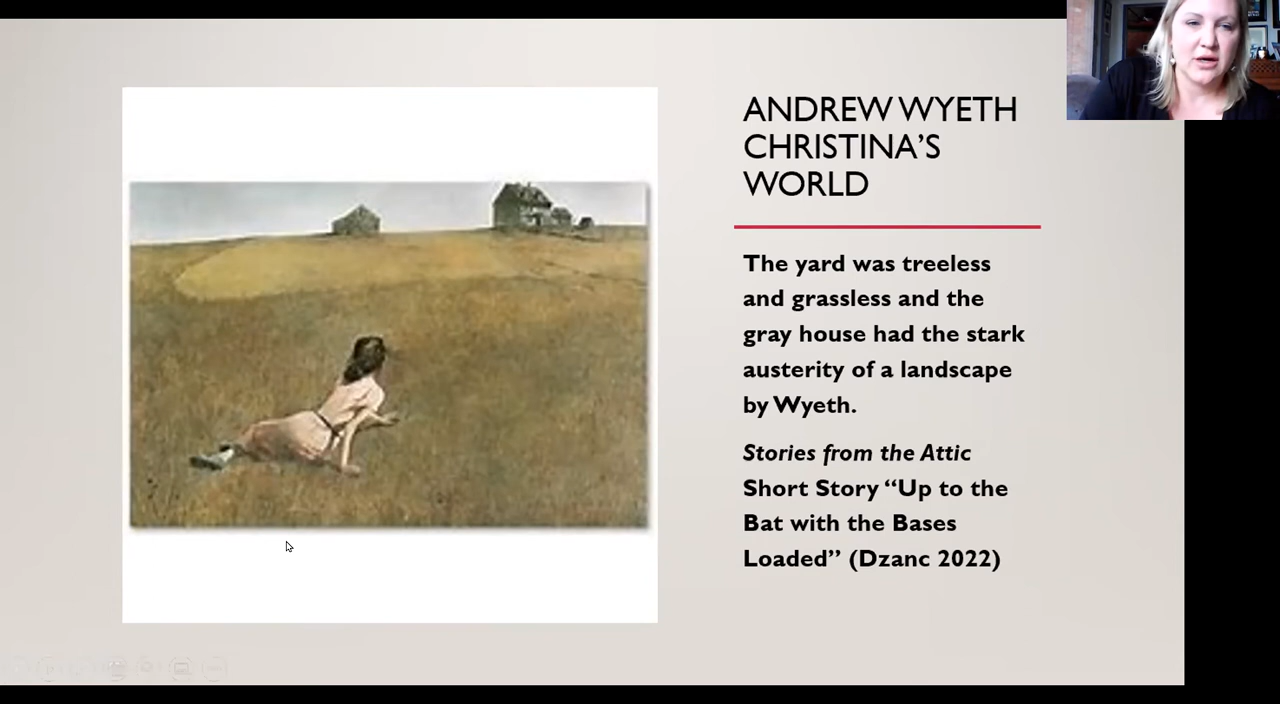 ANDREW WYETH
CHRISTINA’S
WORLD
The yard was treeless
and grassless and the
gray house had the stark
austerity of a landscape
by Wyeth.
Stories from the Attic
Short Story “Up to the
Bat with the Bases
Loaded” (Dzanc 2022)